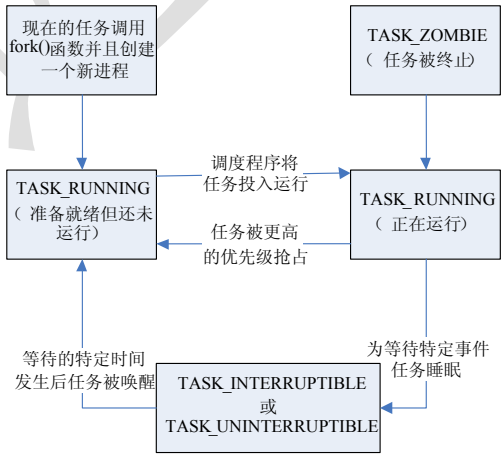 现在的任务调用
fork()函数并且创建
一个新进程
TASK_ZOMBIE
（ 任务被终止）
调度程序将
任务投入运行
TASK_RUNNING
（ 准备就绪但还未
运行）
TASK_RUNNING
（ 正在运行）
任务被更高
的优先级抢占
等待的特定时间
发生后任务被唤醒
为等待特定事件
任务睡眠
TASK_INTERRUPTIBLE
或
TASK_UNINTERRUPTIBLE